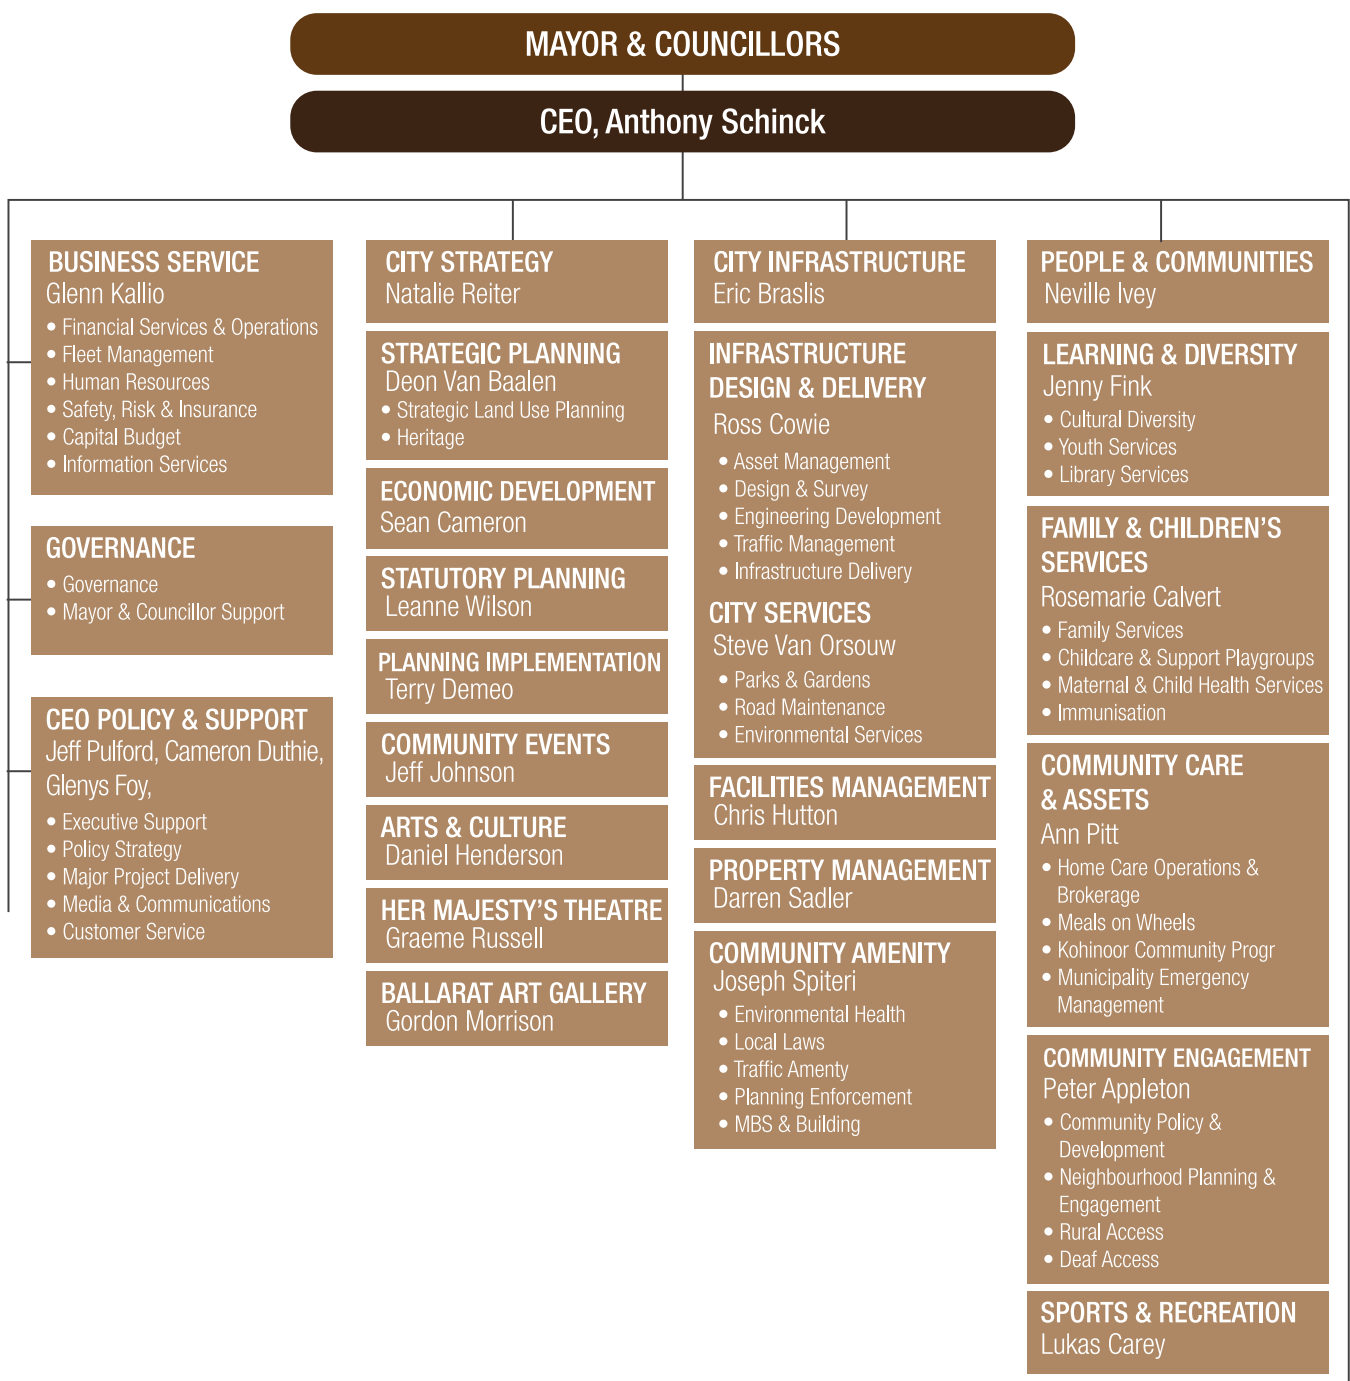 MAYOR & COUNCILLORS
CEO, Anthony Schinck
BUSINESS SERVICE
Glenn Kallio
• Financial Services & Operations
• Fleet Management
• Human Resources
• Safety, Risk & Insurance
• Capital Budget
• Information Services
GOVERNANCE
• Governance
• Mayor & Councillor Support
CEO POLICY & SUPPORT
Jeff Pulford, Cameron Duthie,
Glenys Foy,
• Executive Support
• Policy Strategy
• Major Project Delivery
• Media & Communications
• Customer Service
CITY STRATEGY
Natalie Reiter
STRATEGIC PLANNING
Deon Van Baalen
• Strategic Land Use Planning
• Heritage
ECONOMIC DEVELOPMENT
Sean Cameron
STATUTORY PLANNING
Leanne Wilson
PLANNING IMPLEMENTATION
Terry Demeo
COMMUNITY EVENTS
Jeff Johnson
ARTS & CULTURE
Daniel Henderson
HER MAJESTY'S THEATRE
Graeme Russell
BALLARAT ART GALLERY
Gordon Morrison
CITY INFRASTRUCTURE
Eric Braslis
INFRASTRUCTURE
DESIGN & DELIVERY
Ross Cowie
• Asset Management
• Design & Survey
• Engineering Development
• Traffic Management
• Infrastructure Delivery
CITY SERVICES
Steve Van Orsouw
• Parks & Gardens
• Road Maintenance
• Environmental Services
FACILITIES MANAGEMENT
Chris Hutton
PROPERTY MANAGEMENT
Darren Sadler
COMMUNITY AMENITY
Joseph Spiteri
• Environmental Health
• Local Laws
• Traffic Amenty
• Planning Enforcement
• MBS & Building
PEOPLE & COMMUNITIES
Neville Ivey
LEARNING & DIVERSITY
Jenny Fink
• Cultural Diversity
• Youth Services
• Library Services
FAMILY & CHILDREN'S
SERVICES
Rosemarie Calvert
• Family Services
• Childcare & Support Playgroups
• Maternal & Child Health Services
• Immunisation
COMMUNITY CARE
& ASSETS
Ann Pitt
• Home Care Operations &
Brokerage
• Meals on Wheels
• Kohinoor Community Progr
• Municipality Emergency
Management
COMMUNITY ENGAGEMENT
Peter Appleton
• Community Policy &
Development
• Neighbourhood Planning &
Engagement
• Rural Access
• Deaf Access
SPORTS & RECREATION
Lukas Carey